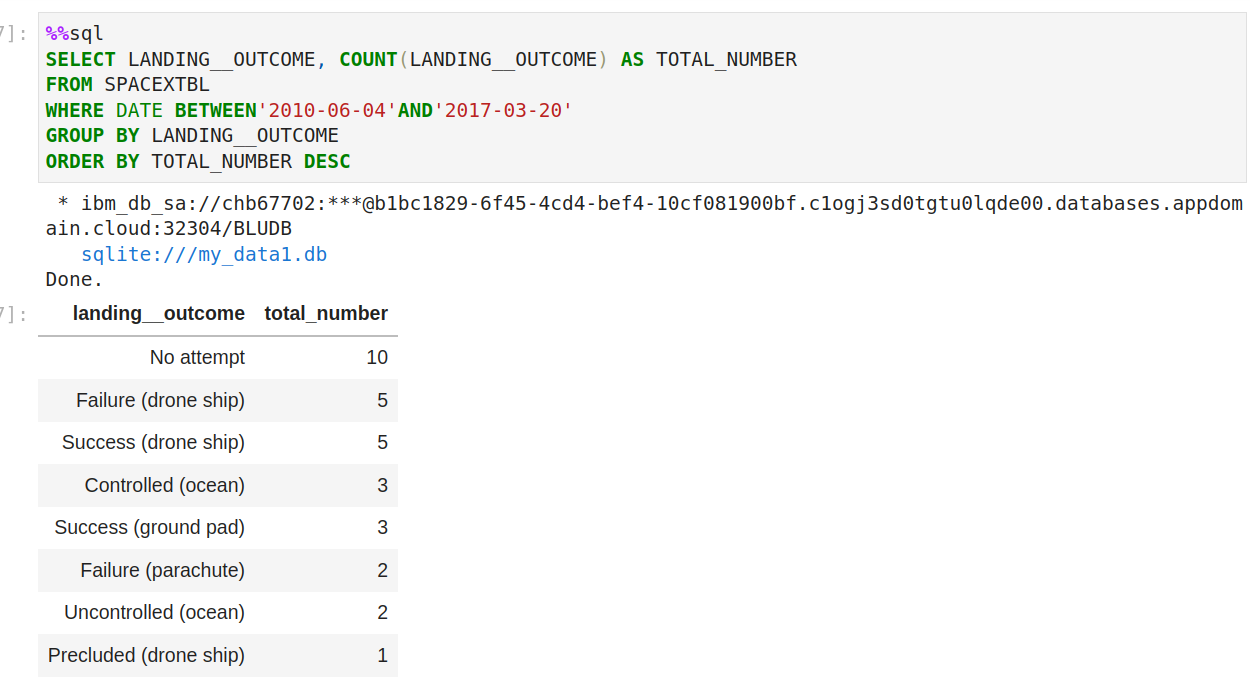 7]:
%%sql
SELECT LANDING__OUTCOME, COUNT(LANDING__OUTCOME) AS TOTAL_NUMBER
FROM SPACEXTBL
WHERE DATE BETWEEN'2010-06-04'AND'2017-03-20'
GROUP BY LANDING__OUTCOME
ORDER BY TOTAL_NUMBER DESC
* ibm_db_sa://chb67702:***@b1bc1829-6f45-4cd4-bef4-10cf081900bf.c1ogj3sd0tgtu0lqde00.databases.appdom
ain.cloud:32304/BLUDB
sqlite:///my_data1.db
Done.
7]:
landing__outcome total_number
No attempt 10
Failure (drone ship) 5
Success (drone ship) 5
Controlled (ocean) 3
Success (ground pad) 3
Failure (parachute) 2
Uncontrolled (ocean) 2
Precluded (drone ship) 1